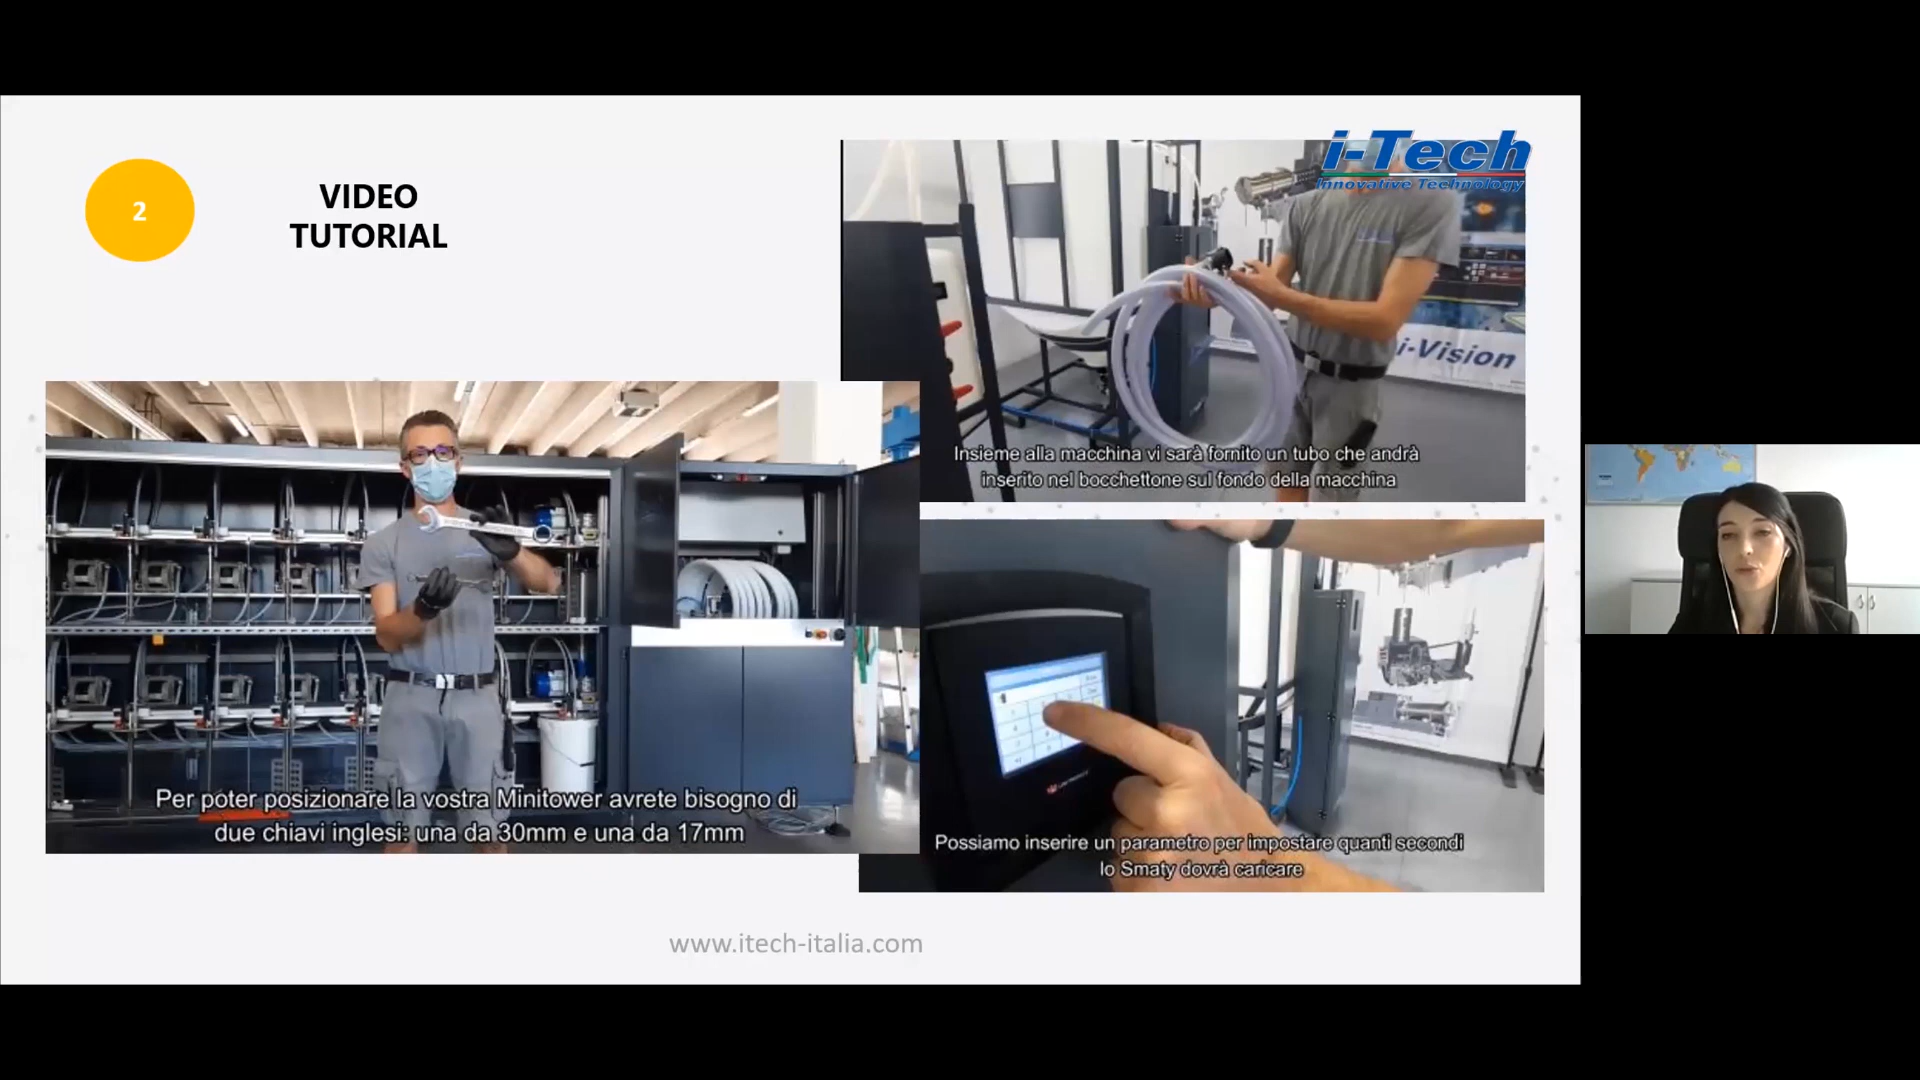 2
VIDEO
TUTORIAL
i-Tech
Innovative Technology
i-Vision
Insieme alla macchina vi sarà fornito un tubo che andrà
inserito nel bocchettone sul fondo della macchina
Per poter posizionare la vostra Minitower avrete bisogno di
due chiavi inglesi: una da 30mm e una da 17mm
Possiamo inserire un parametro per impostare quanti secondi
lo Smaty dovrà caricare
www.itech-italia.com